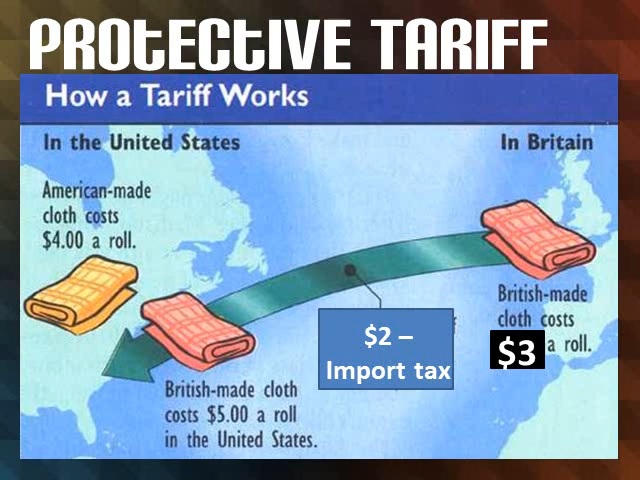 PROTECTIVE TARIFF
How a Tariff Works
In the United States
In Britain
American-made
cloth costs
$4.00 a roll.
$2 –
Import tax
British-made
cloth costs
$3 a roll.
British-made cloth
costs $5.00 a roll
in the United States.